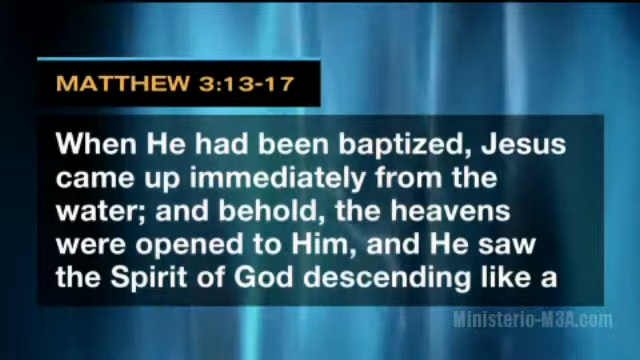 MATTHEW 3:13-17
When He had been baptized, Jesus
came up immediately from the
water; and behold, the heavens
were opened to Him, and He saw
the Spirit of God descending like a
Ministerio-M3A.com